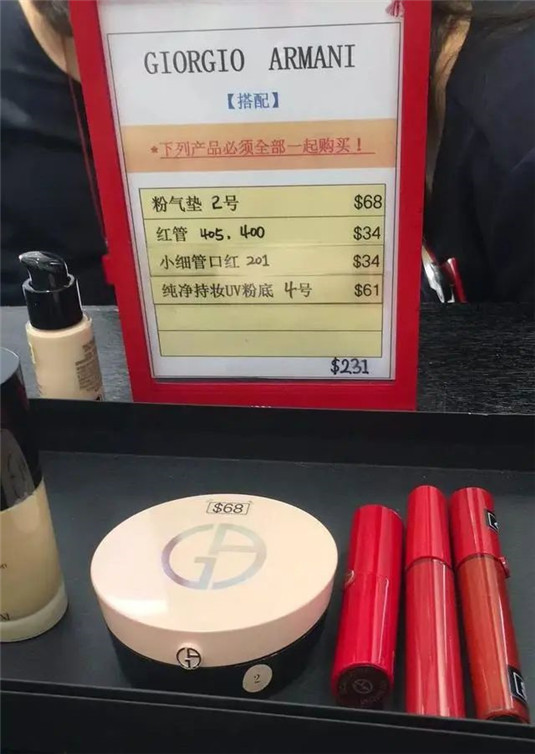 GIORGIO ARMANI
【搭配】
*下列产品必须全部一起购买！
粉气垫 2号 $68
红管 405. 400 $34
小细管口红 201 $34
纯净持妆UV粉底 4号 $61
$231
$68
GA
2